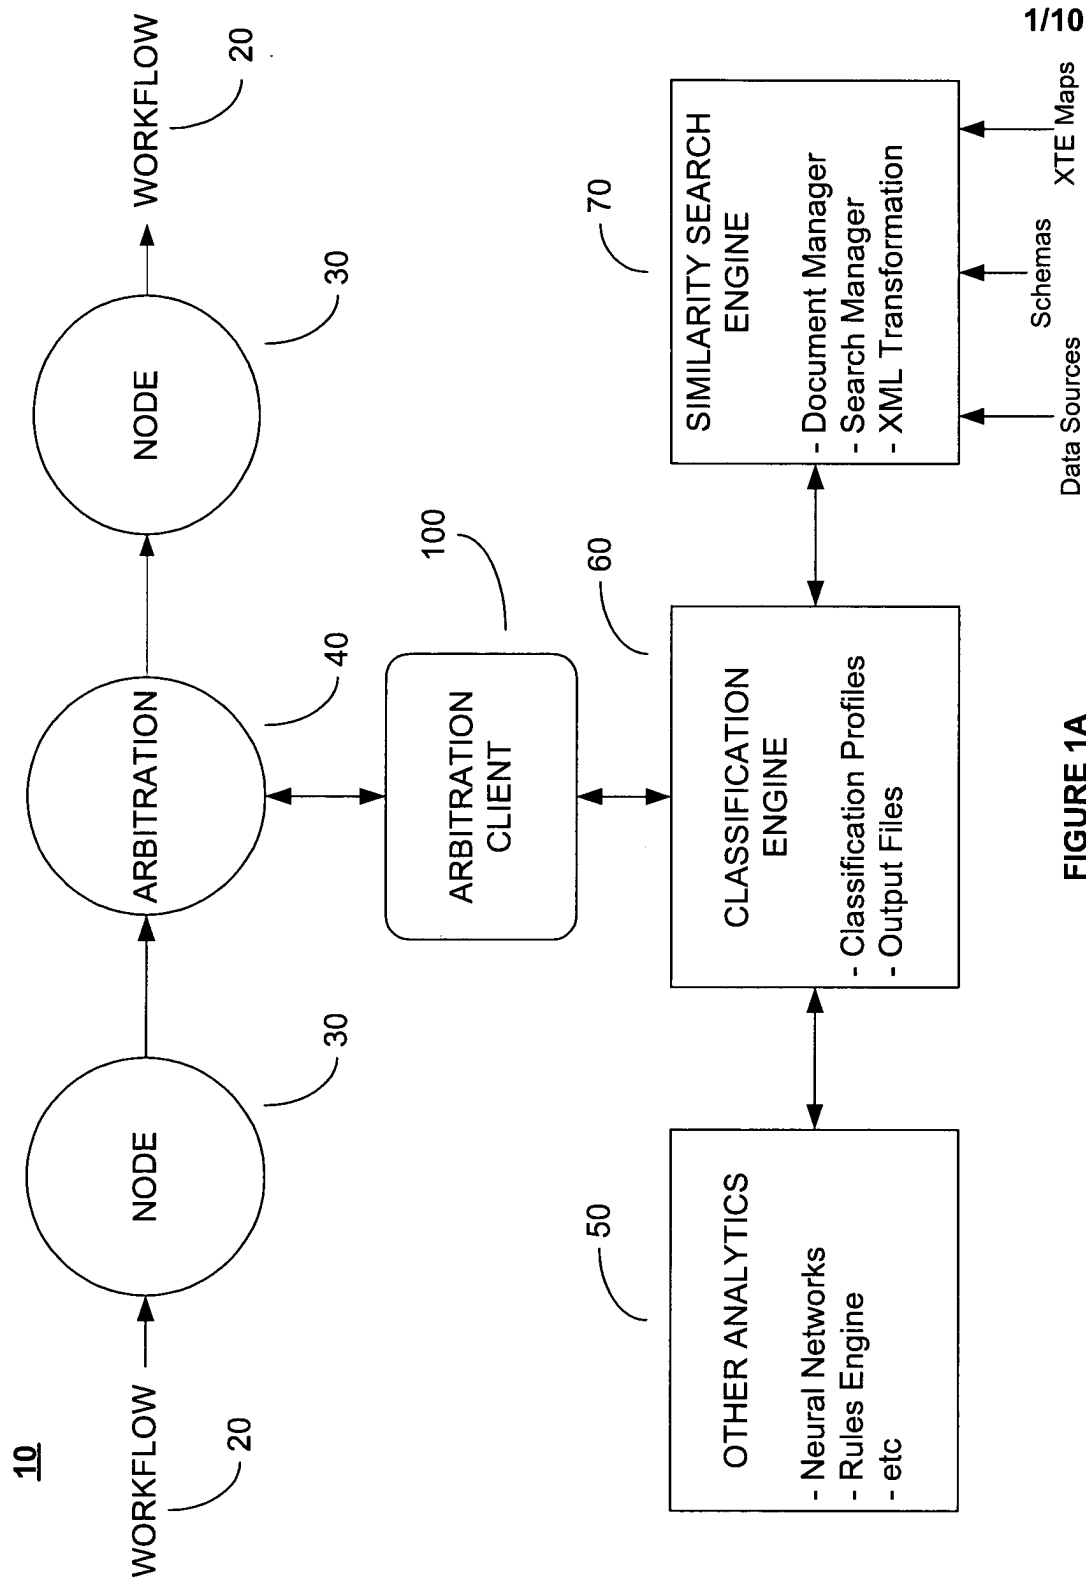 1/10
10
WORKFLOW
20
NODE
30
ARBITRATION
40
NODE
30
WORKFLOW
20
ARBITRATION
CLIENT
100
50
OTHER ANALYTICS
- Neural Networks
- Rules Engine
- etc
60
CLASSIFICATION
ENGINE
- Classification Profiles
- Output Files
70
SIMILARITY SEARCH
ENGINE
- Document Manager
- Search Manager
- XML Transformation
Data Sources
Schemas
XTE Maps
FIGURE 1A